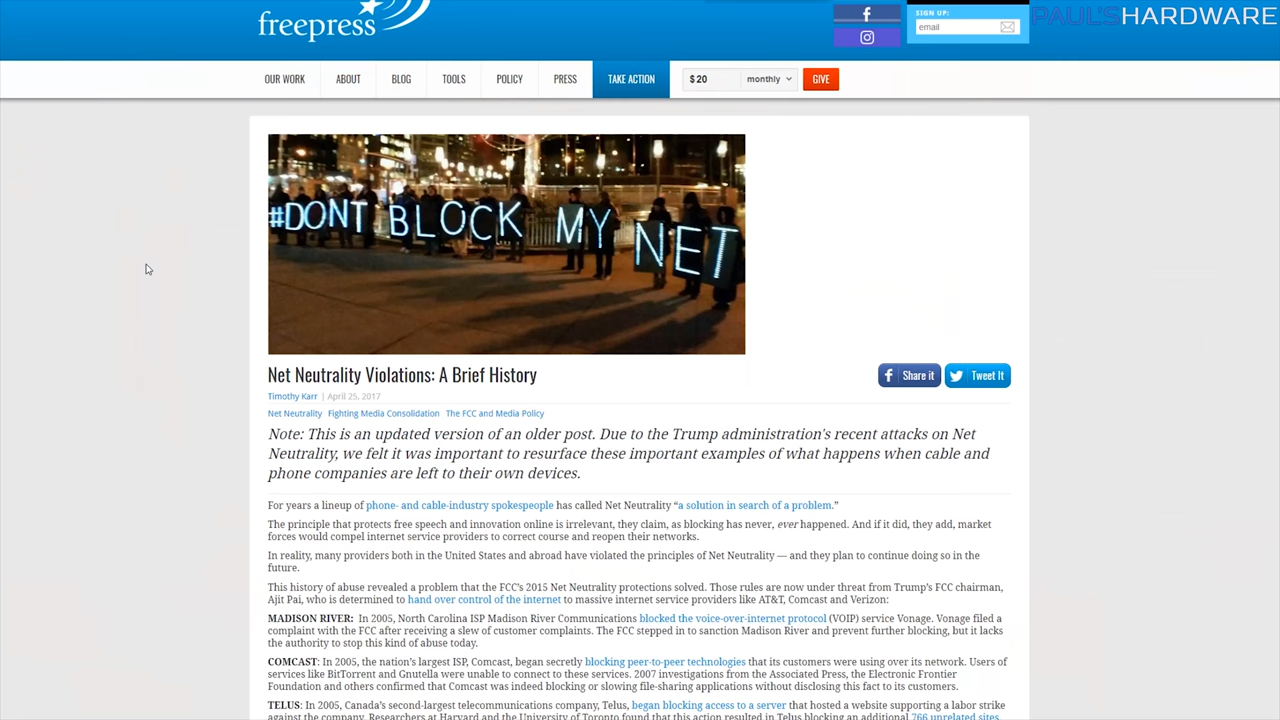 freepress
SIGN UP:
email
PAUL'SHARDWARE
OUR WORK
ABOUT
BLOG
TOOLS
POLICY
PRESS
TAKE ACTION
$ 20
monthly
GIVE
#DONT BLOCK MY NET
Net Neutrality Violations: A Brief History
Share it
Tweet It
Timothy Karr | April 25, 2017
Net Neutrality Fighting Media Consolidation The FCC and Media Policy
Note: This is an updated version of an older post. Due to the Trump administration's recent attacks on Net
Neutrality, we felt it was important to resurface these important examples of what happens when cable and
phone companies are left to their own devices.
For years a lineup of phone- and cable-industry spokespeople has called Net Neutrality “a solution in search of a problem.”
The principle that protects free speech and innovation online is irrelevant, they claim, as blocking has never, ever happened. And if it did, they add, market
forces would compel internet service providers to correct course and reopen their networks.
In reality, many providers both in the United States and abroad have violated the principles of Net Neutrality — and they plan to continue doing so in the
future.
This history of abuse revealed a problem that the FCC’s 2015 Net Neutrality protections solved. Those rules are now under threat from Trump’s FCC chairman,
Ajit Pai, who is determined to hand over control of the internet to massive internet service providers like AT&T, Comcast and Verizon:
MADISON RIVER: In 2005, North Carolina ISP Madison River Communications blocked the voice-over-internet protocol (VOIP) service Vonage. Vonage filed a
complaint with the FCC after receiving a slew of customer complaints. The FCC stepped in to sanction Madison River and prevent further blocking, but it lacks
the authority to stop this kind of abuse today.
COMCAST: In 2005, the nation’s largest ISP, Comcast, began secretly blocking peer-to-peer technologies that its customers were using over its network. Users of
services like BitTorrent and Gnutella were unable to connect to these services. 2007 investigations from the Associated Press, the Electronic Frontier
Foundation and others confirmed that Comcast was indeed blocking or slowing file-sharing applications without disclosing this fact to its customers.
TELUS: In 2005, Canada’s second-largest telecommunications company, Telus, began blocking access to a server that hosted a website supporting a labor strike
against the company. Researchers at Harvard and the University of Toronto found that this action resulted in Telus blocking an additional 766 unrelated sites.